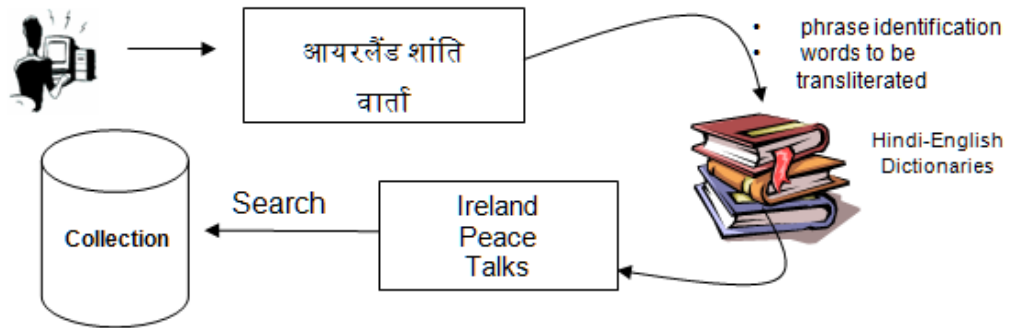 आयरलैंड शांति
वार्ता
• phrase identification
• words to be
transliterated
Hindi-English
Dictionaries
Ireland
Peace
Talks
Search
Collection